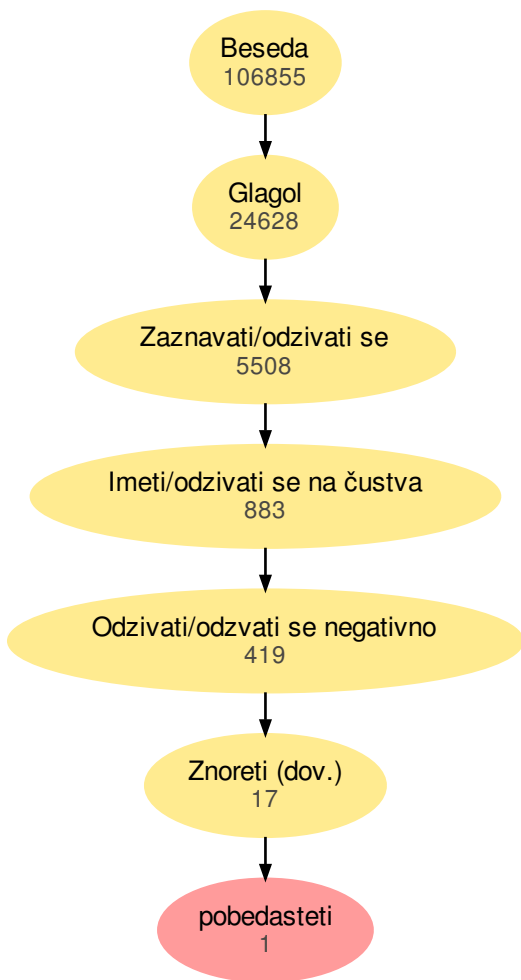 Beseda
106855
Glagol
24628
Zaznavati/odzivati se
5508
Imeti/odzivati se na čustva
883
Odzivati/odzvati se negativno
419
Znoreti (dov.)
17
pobedasteti
1